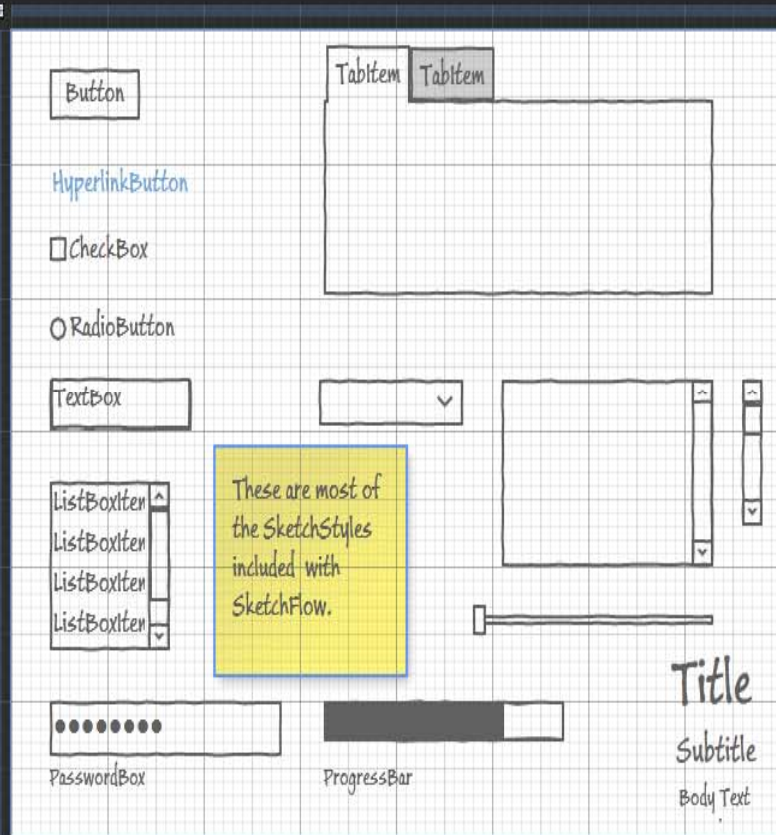 Button
TabItem
TabItem
HyperlinkButton
CheckBox
RadioButton
TextBox
ListBoxItem
ListBoxItem
ListBoxItem
ListBoxItem
These are most of
the SketchStyles
included with
SketchFlow.
PasswordBox
ProgressBar
Title
Subtitle
Body Text